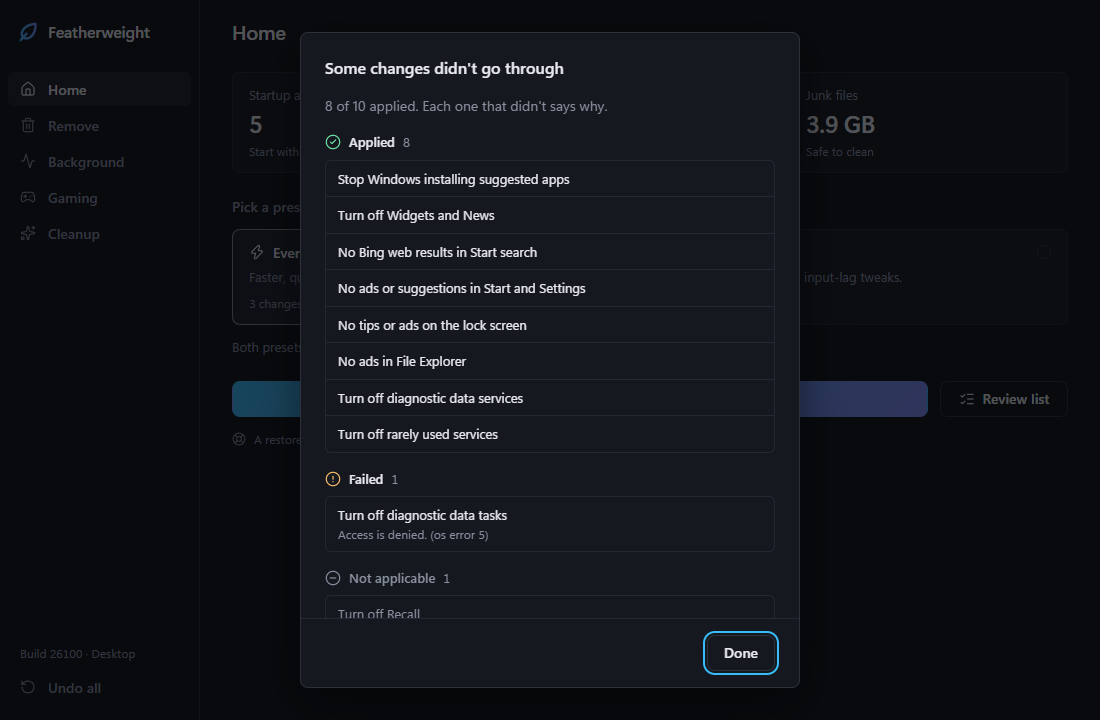 Featherweight
Home
Remove
Background
Gaming
Cleanup
Build 26100 · Desktop
Undo all
Home
Startup a
5
Start with
Junk files
3.9 GB
Safe to clean
Pick a pres
Ever
Faster, qu
3 changes
input-lag tweaks.
Both presets
Review list
A restore
Some changes didn't go through
8 of 10 applied. Each one that didn't says why.
Applied 8
Stop Windows installing suggested apps
Turn off Widgets and News
No Bing web results in Start search
No ads or suggestions in Start and Settings
No tips or ads on the lock screen
No ads in File Explorer
Turn off diagnostic data services
Turn off rarely used services
Failed 1
Turn off diagnostic data tasks
Access is denied. (os error 5)
Not applicable 1
Turn off Recall
Done